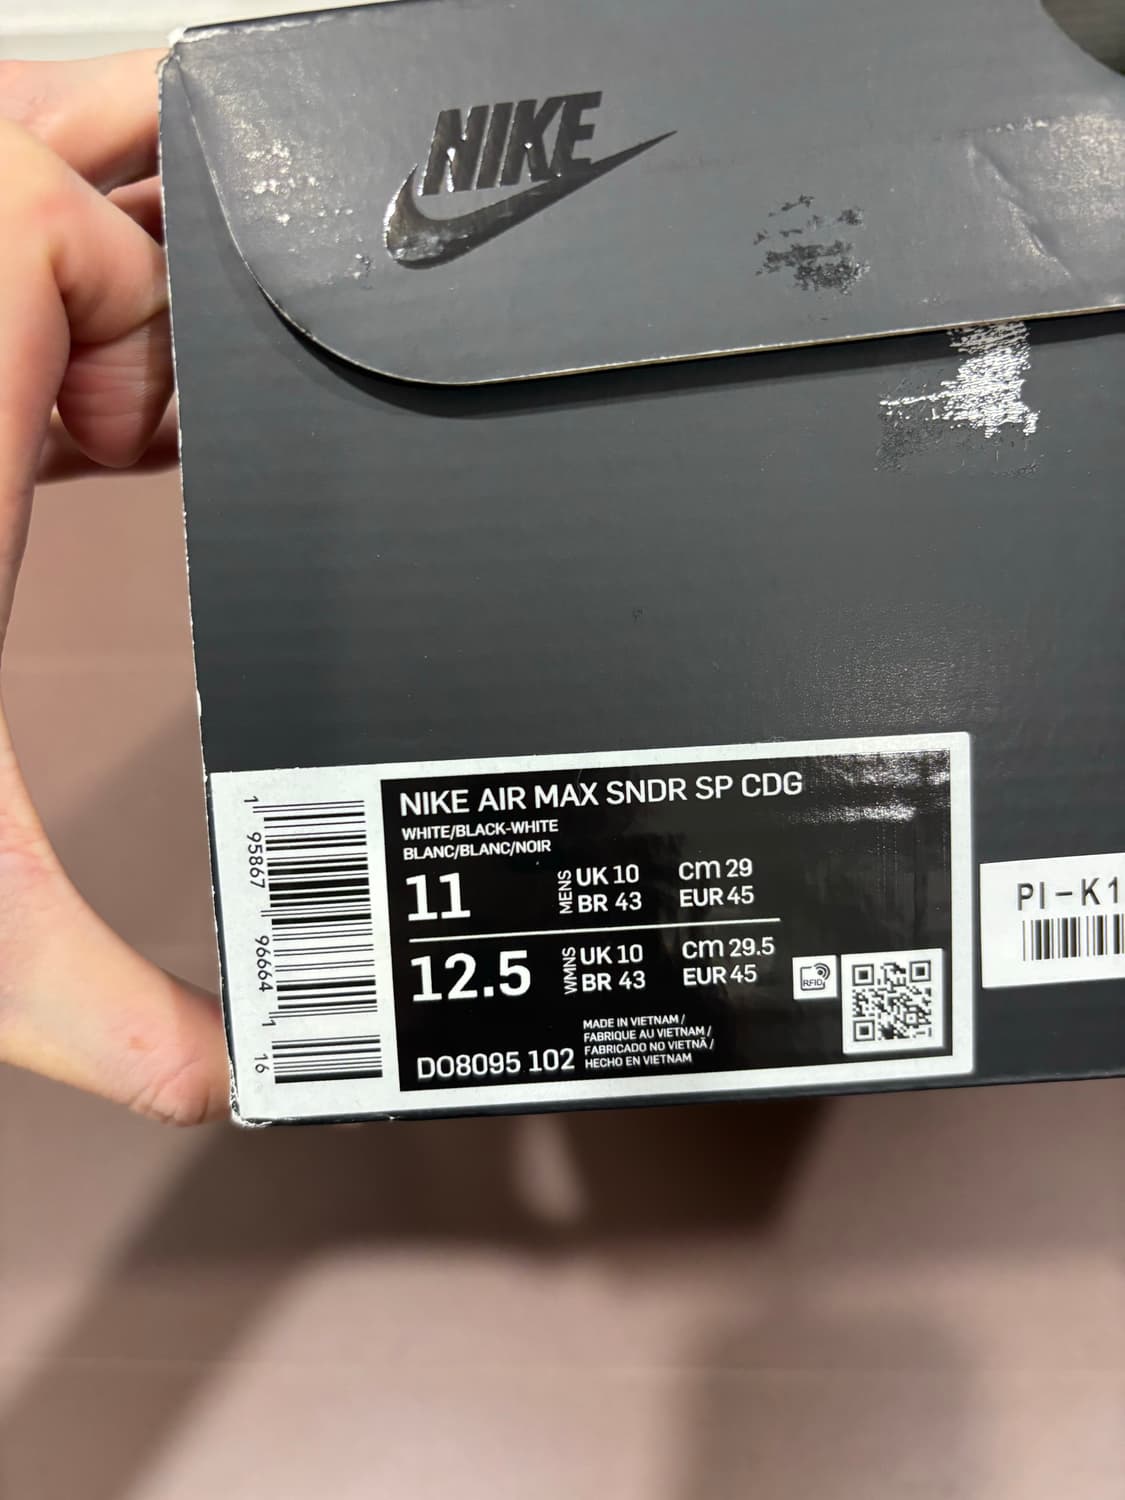 NIKE
NIKE AIR MAX SNDR SP CDG
WHITE/BLACK-WHITE
BLANC/BLANC/NOIR
11
MENS
UK 10
CM 29
BR 43
EUR 45
12.5
WMNS
UK 10
CM 29.5
BR 43
EUR 45
RFID
MADE IN VIETNAM /
FABRIQUE AU VIETNAM /
FABRICADO NO VIETNÃ /
HECHO EN VIETNAM
DO8095 102
1 95867 96664 1 16
PI-K1